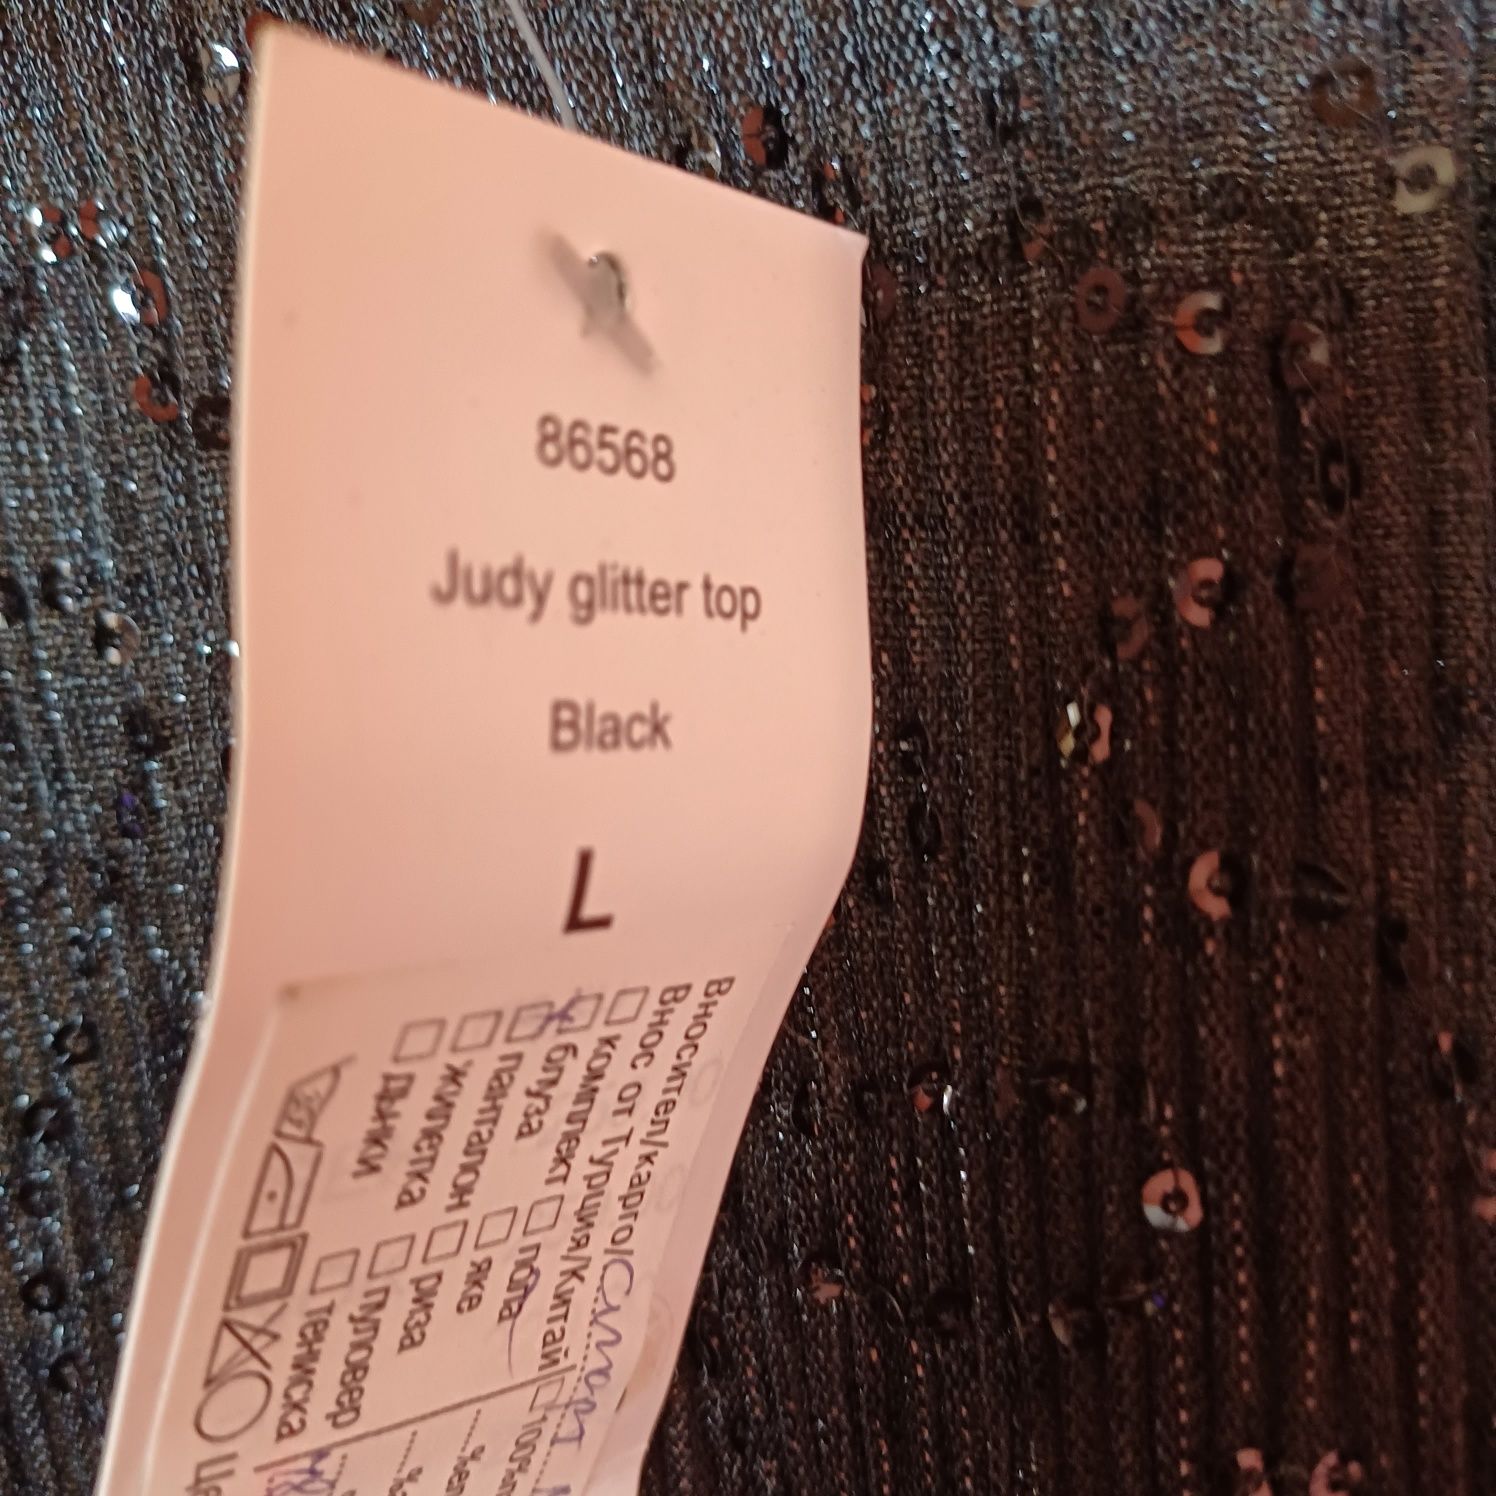 86568
Judy glitter top
Black
L
Вносител/карго/
Внос от Турция/Китай
комплект пола 100%
блуза яке
панталон риза
жилетка пуловер
дънки тениска